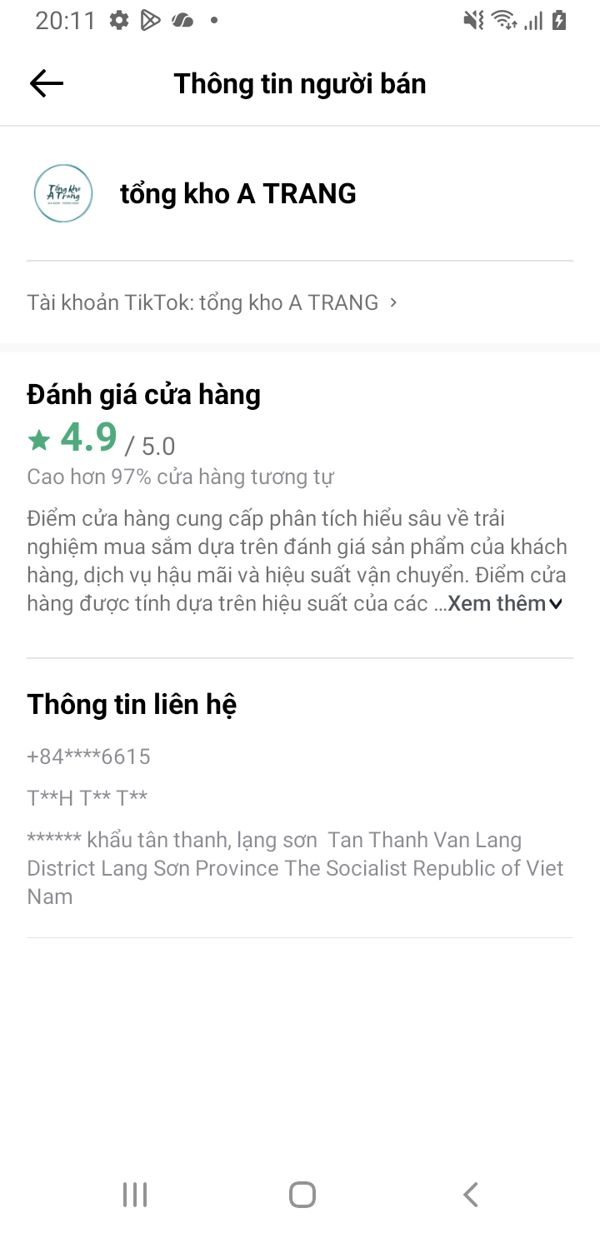 20:11
Thông tin người bán
Tổng kho
A Trang
tổng kho A TRANG
Tài khoản TikTok: tổng kho A TRANG ›
Đánh giá cửa hàng
4.9 / 5.0
Cao hơn 97% cửa hàng tương tự
Điểm cửa hàng cung cấp phân tích hiểu sâu về trải
nghiệm mua sắm dựa trên đánh giá sản phẩm của khách
hàng, dịch vụ hậu mãi và hiệu suất vận chuyển. Điểm cửa
hàng được tính dựa trên hiệu suất của các ...Xem thêm
Thông tin liên hệ
+84****6615
T**H T** T**
****** khẩu tân thanh, lạng sơn  Tan Thanh Van Lang
District Lang Sơn Province The Socialist Republic of Viet
Nam